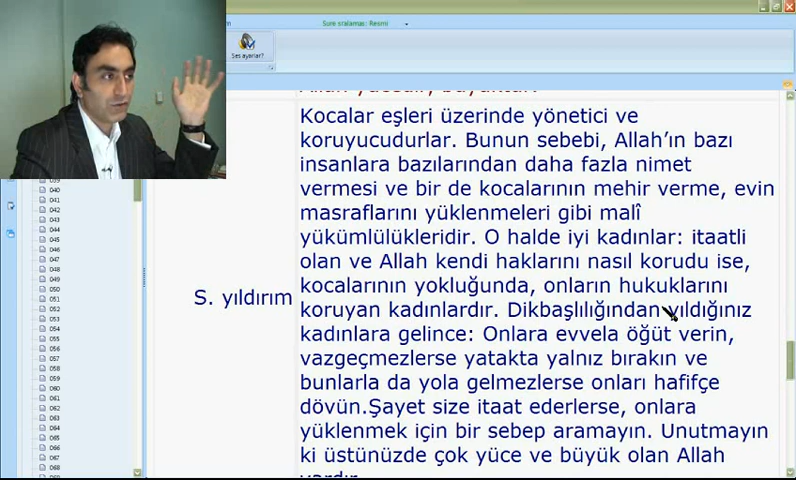 Sure sıralaması: Resmî
Ses ayarları?
Kocalar eşleri üzerinde yönetici ve
koruyucudurlar. Bunun sebebi, Allah’ın bazı
insanlara bazılarından daha fazla nimet
vermesi ve bir de kocalarının mehir verme, evin
masraflarını yüklenmeleri gibi malî
yükümlülükleridir. O halde iyi kadınlar: itaatli
olan ve Allah kendi haklarını nasıl korudu ise,
kocalarının yokluğunda, onların hukuklarını
koruyan kadınlardır. Dikbaşlılığından yıldığınız
kadınlara gelince: Onlara evvela öğüt verin,
vazgeçmezlerse yatakta yalnız bırakın ve
bunlarla da yola gelmezlerse onları hafifçe
dövün.Şayet size itaat ederlerse, onlara
yüklenmek için bir sebep aramayın. Unutmayın
ki üstünüzde çok yüce ve büyük olan Allah
S. yıldırım
040
041
042
043
044
045
046
047
048
049
050
051
052
053
054
055
056
057
058
059
060
061
062
063
064
065
066
067
068